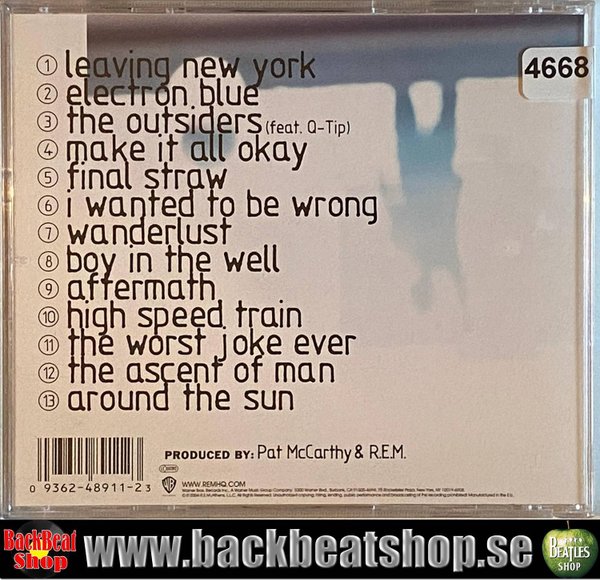 ① leaving new york
4668
② electron blue
③ the outsiders (feat. Q-Tip)
④ make it all okay
⑤ final straw
⑥ i wanted to be wrong
⑦ wanderlust
⑧ boy in the well
⑨ aftermath
⑩ high speed train
⑪ the worst joke ever
⑫ the ascent of man
⑬ around the sun
PRODUCED BY: Pat McCarthy & R.E.M.
WWW.REMHQ.COM
0 9362-48911-2 3
BackBeat
Shop
www.backbeatshop.se
BEATLES
SHOP